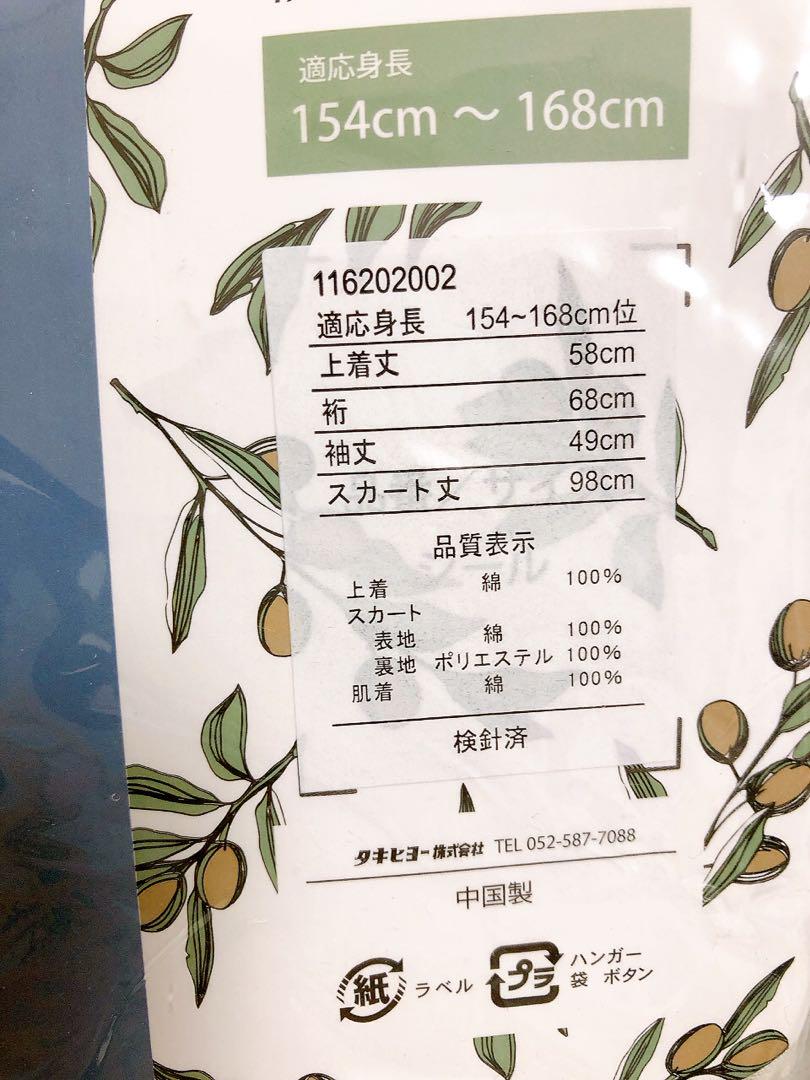 適応身長
154cm ～ 168cm
116202002
適応身長 154~168cm位
上着丈 58cm
裄 68cm
袖丈 49cm
スカート丈 98cm
品質表示
上着 綿 100%
スカート
表地 綿 100%
裏地 ポリエステル 100%
肌着 綿 100%
検針済
タキヒヨー株式会社 TEL 052-587-7088
中国製
紙 ラベル プラ ハンガー
袋 ボタン